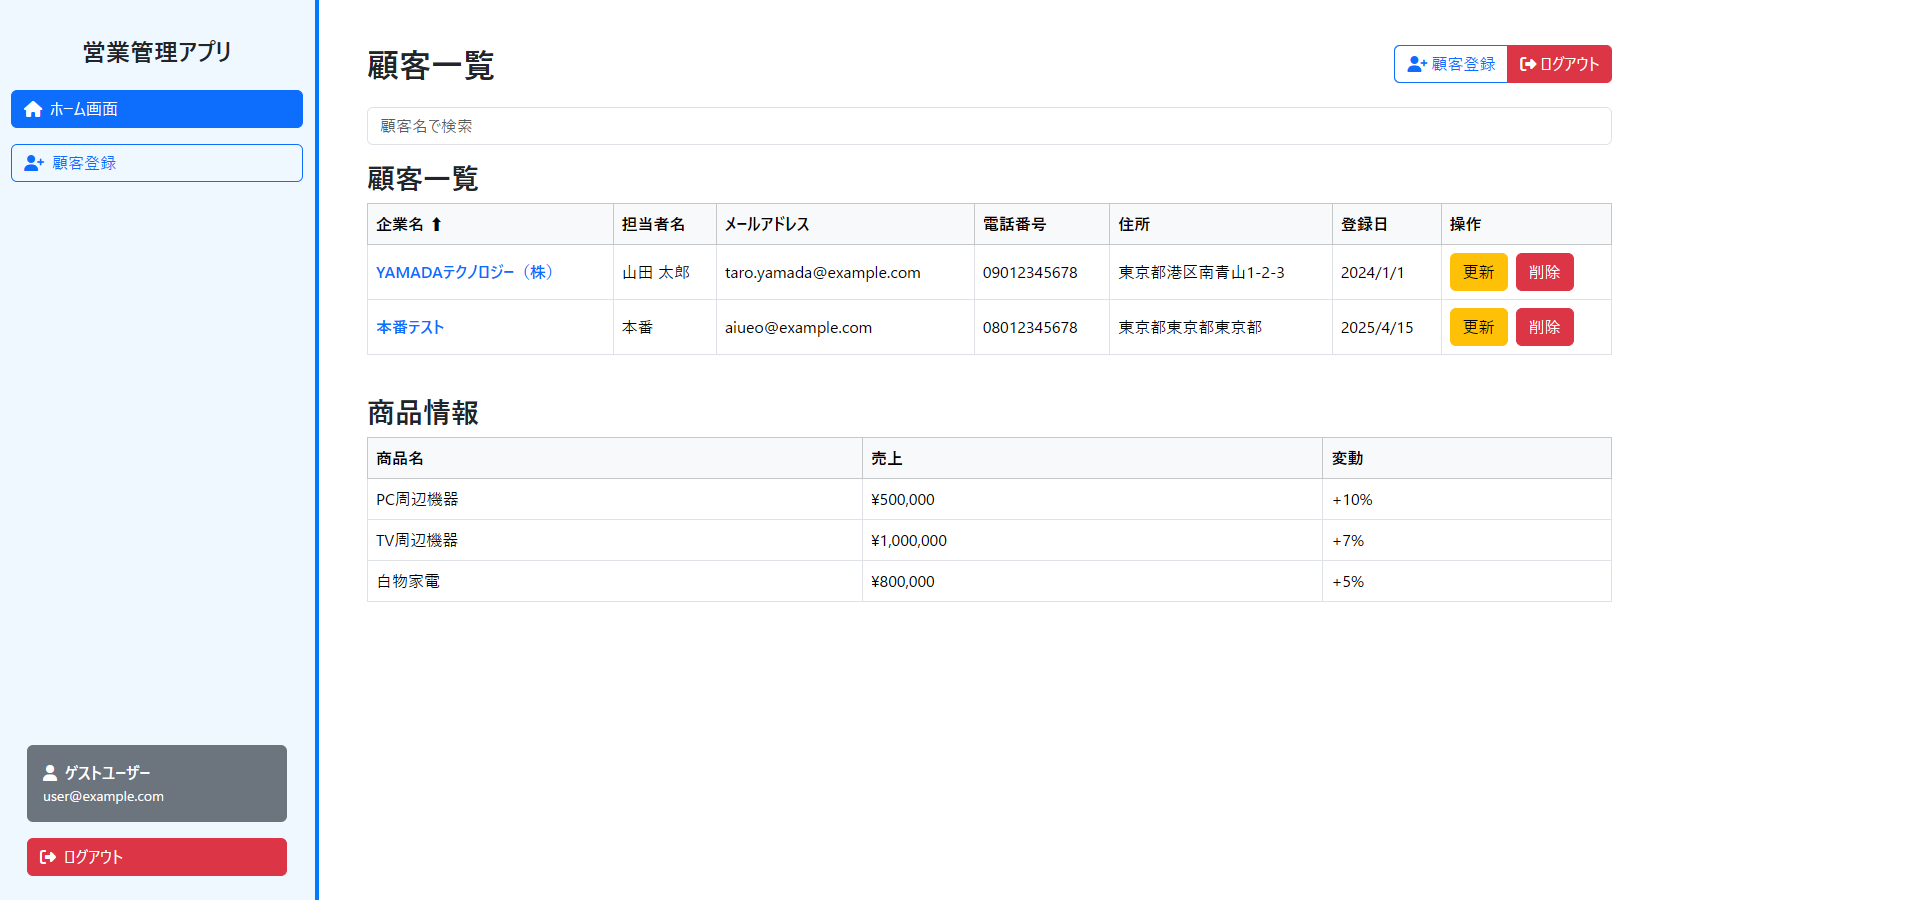 営業管理アプリ
ホーム画面
顧客登録
ゲストユーザー
user@example.com
ログアウト
顧客一覧
顧客登録 ログアウト
顧客名で検索
顧客一覧
企業名 ⬆ 担当者名 メールアドレス 電話番号 住所 登録日 操作
YAMADAテクノロジー（株） 山田 太郎 taro.yamada@example.com 09012345678 東京都港区南青山1-2-3 2024/1/1 更新 削除
本番テスト 本番 aiueo@example.com 08012345678 東京都東京都東京都 2025/4/15 更新 削除
商品情報
商品名 売上 変動
PC周辺機器 ¥500,000 +10%
TV周辺機器 ¥1,000,000 +7%
白物家電 ¥800,000 +5%